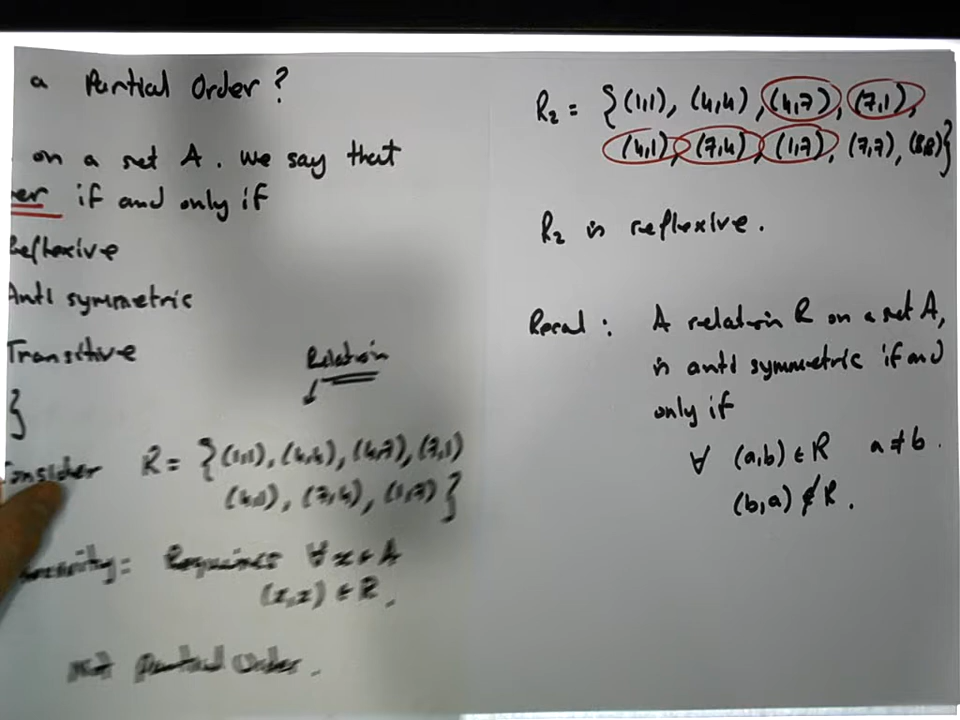 a Partial Order?
on a set A. We say that
er if and only if
Reflexive
Anti symmetric
Transitive
Relation
}
Consider R = {(1,1), (4,4), (4,7), (7,1)
(4,1), (7,4), (1,7)}
Requires ∀x ∈ A
(x,x) ∈ R.
not partial order.
R₂ = {(1,1), (4,4), (4,7), (7,1),
(4,1), (7,4), (1,7), (7,7), (8,8)}
R₂ is reflexive.
Recal: A relation R on a set A,
is anti symmetric if and
only if
∀ (a,b) ∈ R a ≠ b.
(b,a) ∉ R.